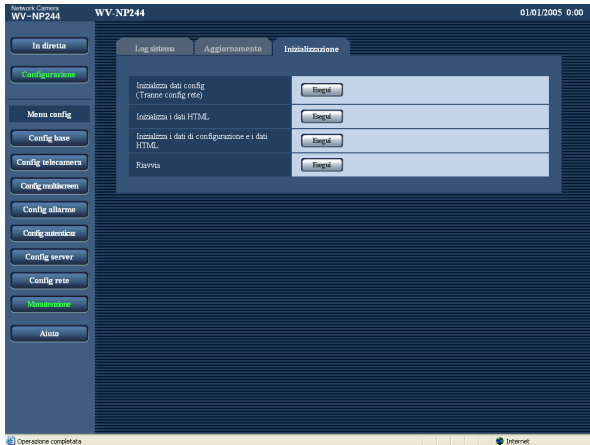 Network Camera
WV-NP244
WV-NP244
01/01/2005 0:00
In diretta
Configurazione
Menu config
Config base
Config telecamera
Config multiscreen
Config allarme
Config autenticaz
Config server
Config rete
Manutenzione
Aiuto
Log sistema
Aggiornamento
Inizializzazione
Inizializza dati config
(Tranne config rete)
Esegui
Inizializza i dati HTML
Esegui
Inizializza i dati di configurazione e i dati
HTML
Esegui
Riavvia
Esegui
Operazione completata
Internet